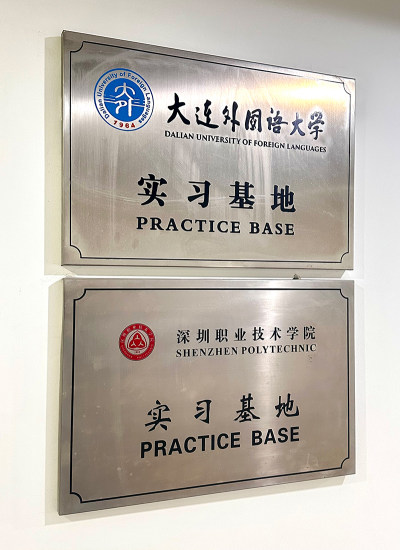 Dalian University of Foreign Languages
1964
大连外国语大学
DALIAN UNIVERSITY OF FOREIGN LANGUAGES
实习基地
PRACTICE BASE
深圳职业技术学院
SHENZHEN POLYTECHNIC
实习基地
PRACTICE BASE